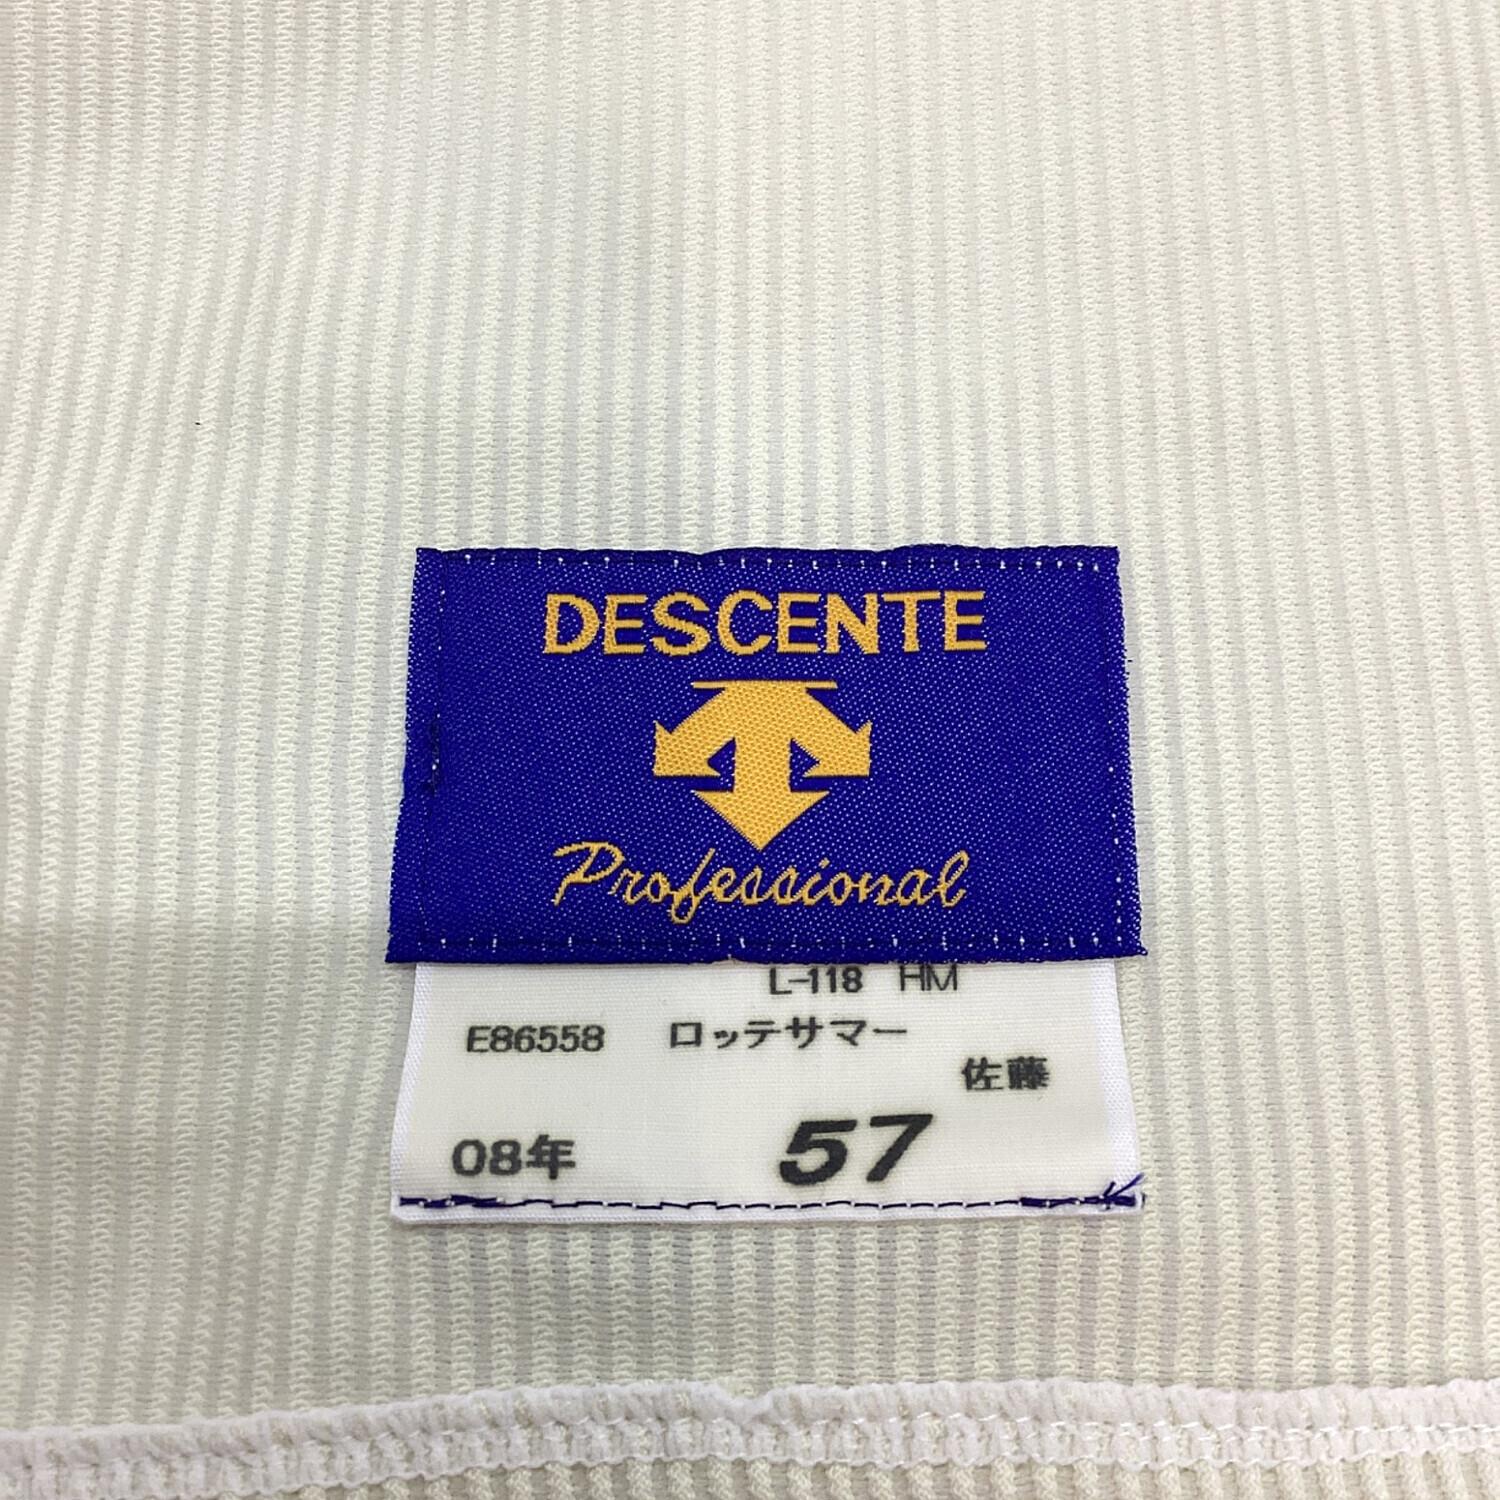 DESCENTE
Professional
L-118 HM
E86558 ロッテサマー
佐藤
08年 57